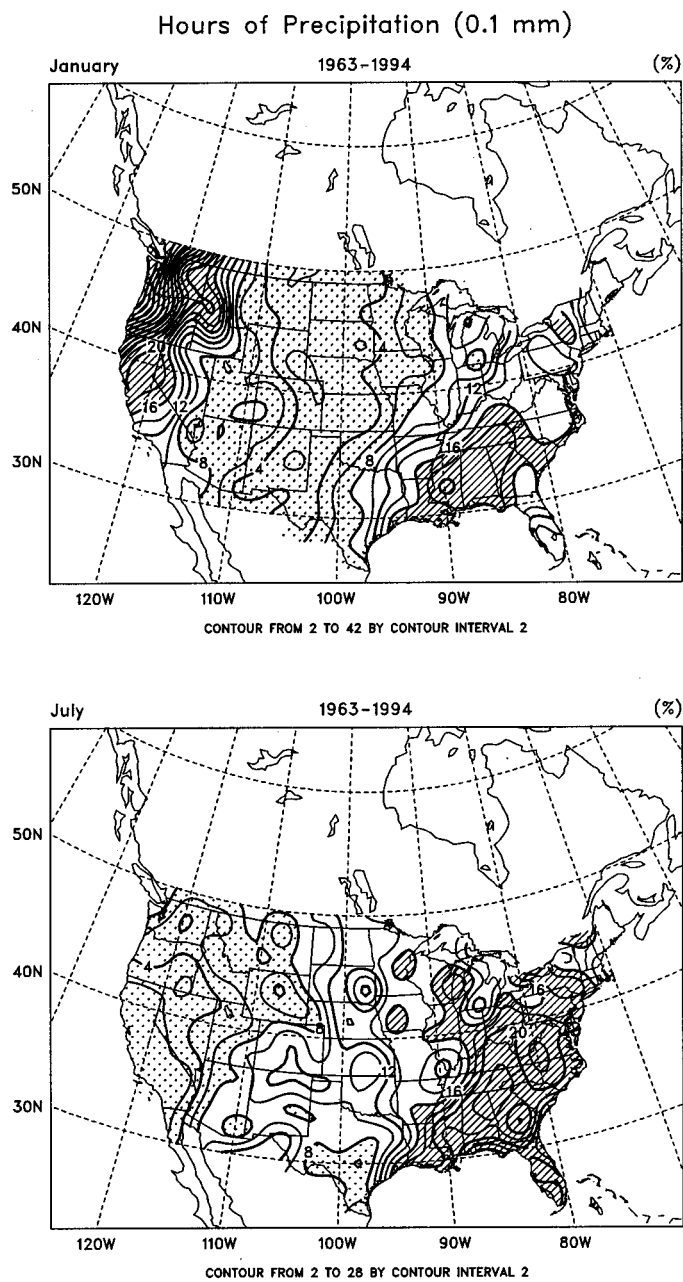 Hours of Precipitation (0.1 mm)
January 1963-1994 (%)
50N
40N
30N
4
4
2
12
16
12
16
8
8
4
120W 110W 100W 90W 80W
CONTOUR FROM 2 TO 42 BY CONTOUR INTERVAL 2
July 1963-1994 (%)
50N
40N
30N
4
16
8
20
12
16
8
120W 110W 100W 90W 80W
CONTOUR FROM 2 TO 28 BY CONTOUR INTERVAL 2